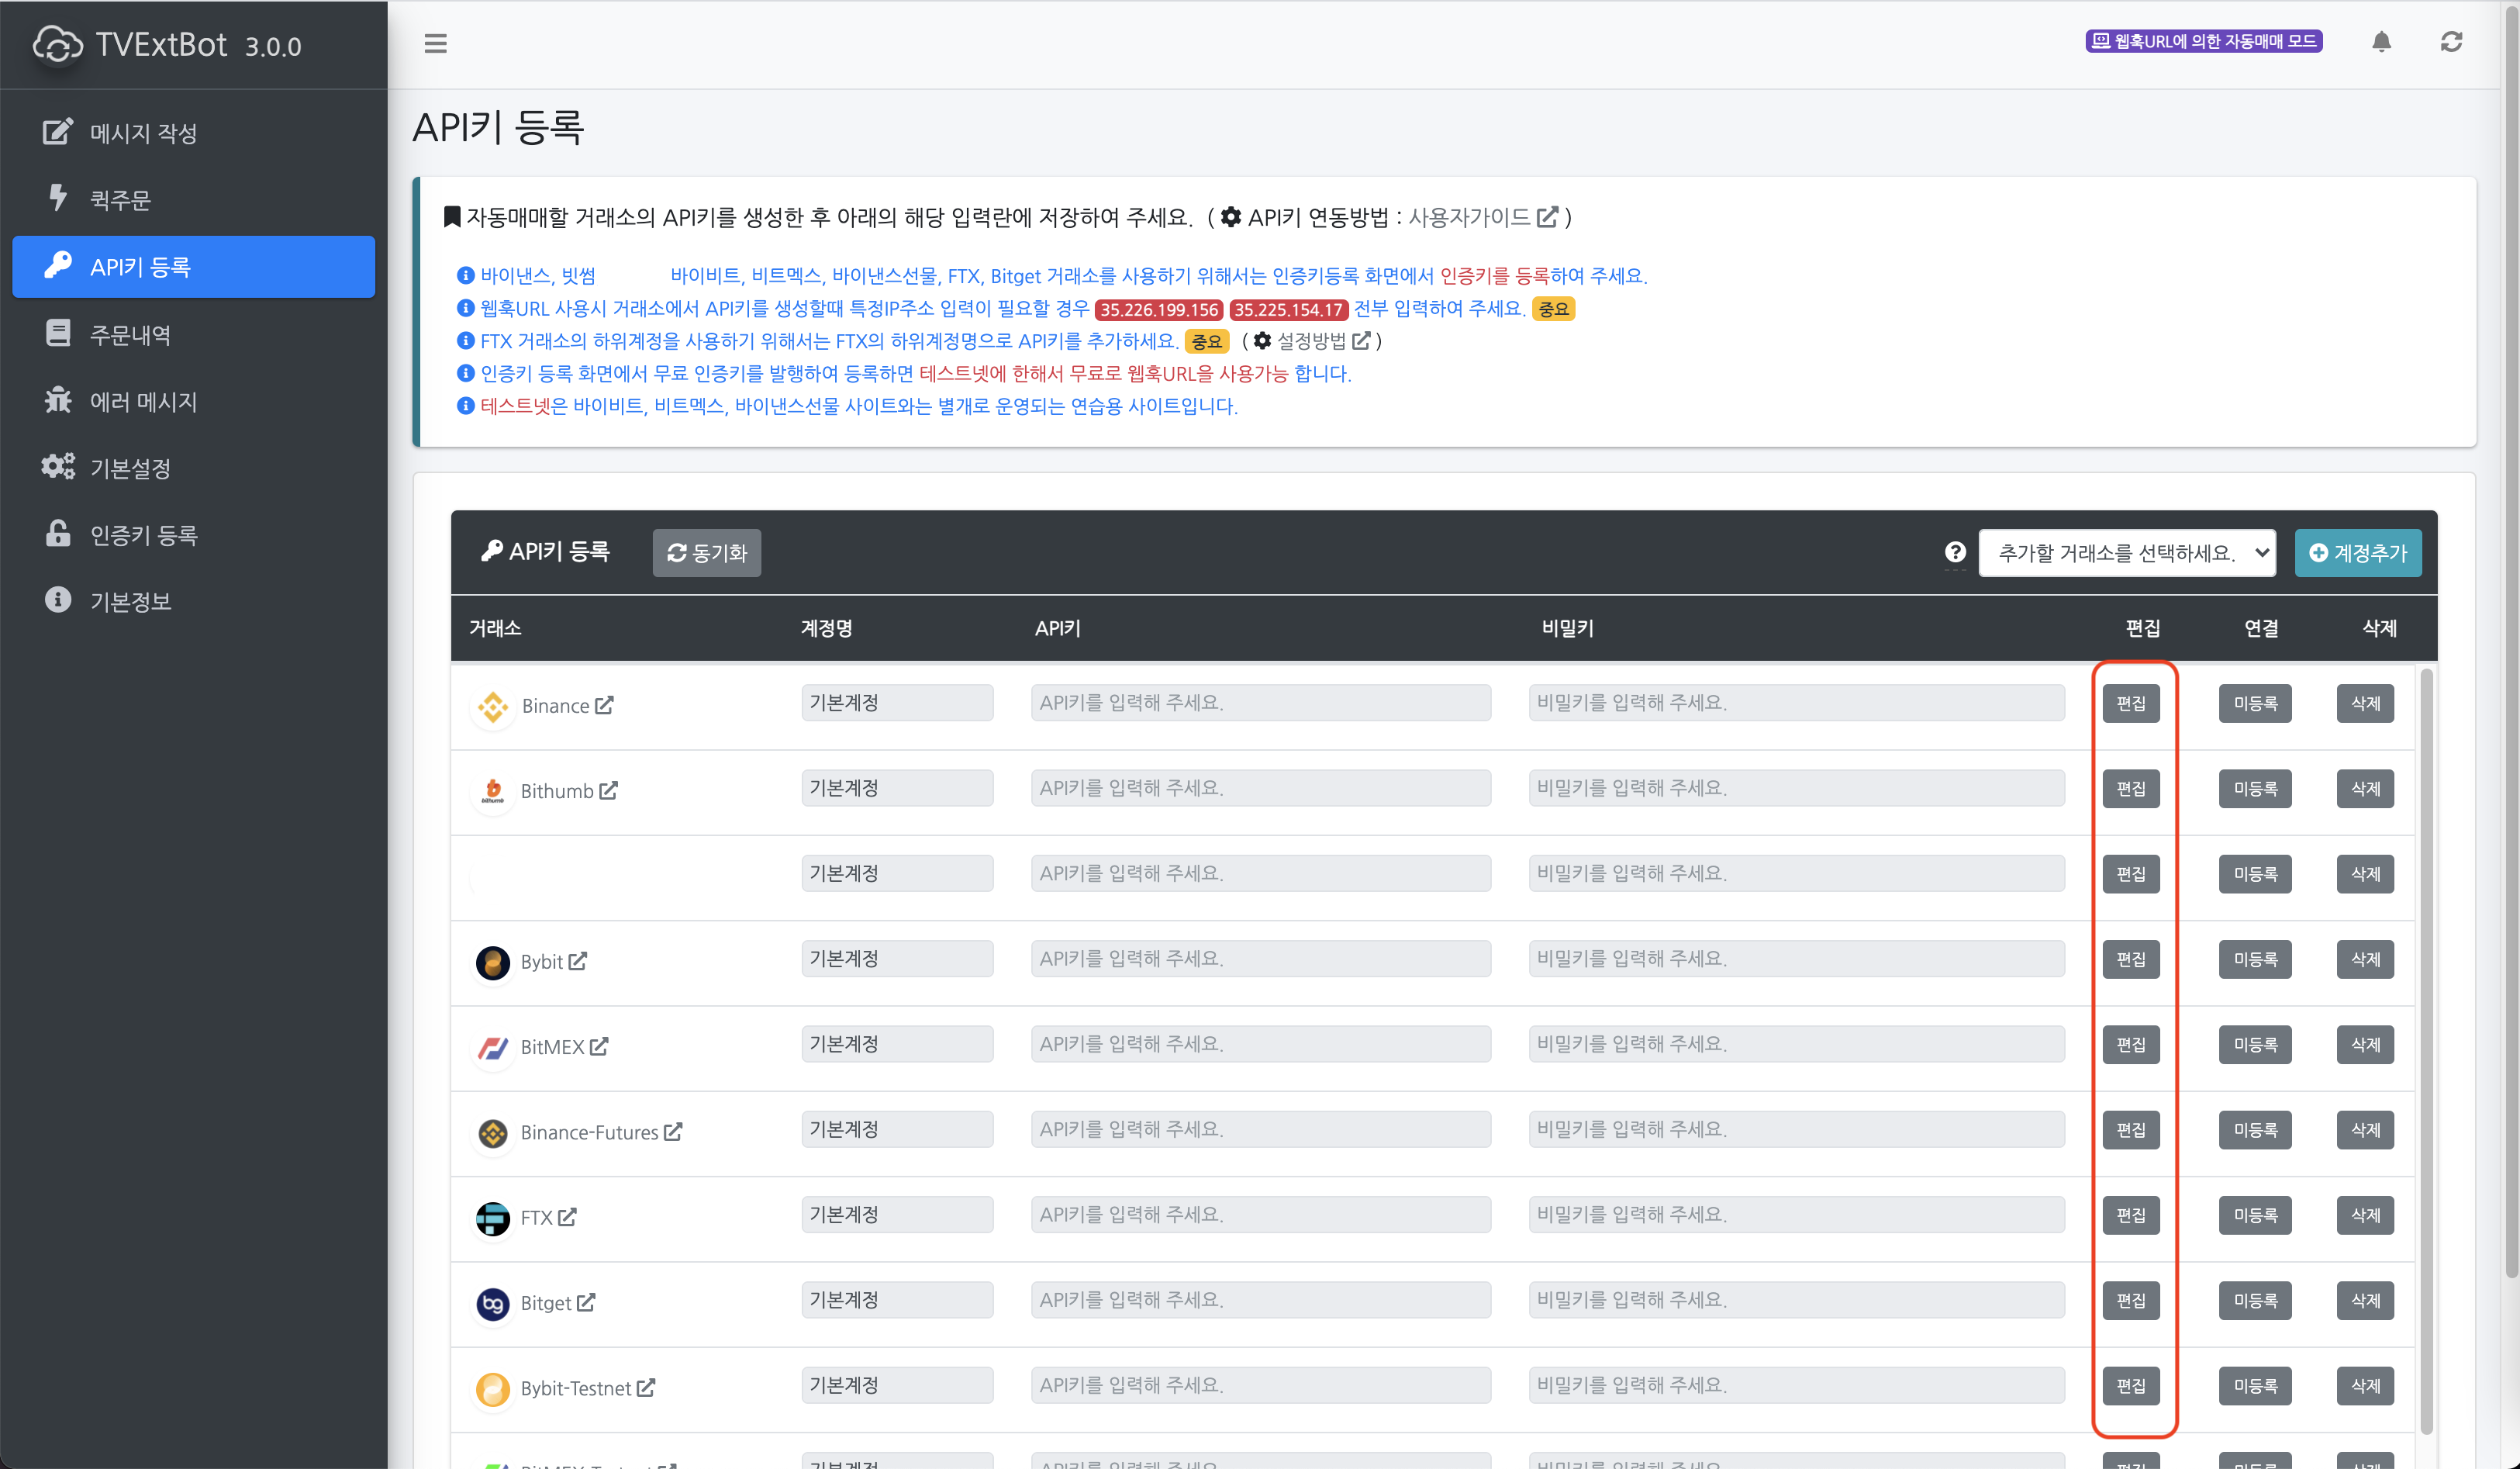 TVExtBot 3.0.0
웹훅URL에 의한 자동매매 모드
메시지 작성
퀵주문
API키 등록
주문내역
에러 메시지
기본설정
인증키 등록
기본정보
API키 등록
자동매매할 거래소의 API키를 생성한 후 아래의 해당 입력란에 저장하여 주세요. ( API키 연동방법 : 사용자가이드 )
바이낸스, 빗썸 바이비트, 비트멕스, 바이낸스선물, FTX, Bitget 거래소를 사용하기 위해서는 인증키등록 화면에서 인증키를 등록하여 주세요.
웹훅URL 사용시 거래소에서 API키를 생성할때 특정IP주소 입력이 필요할 경우 35.226.199.156 35.225.154.17 전부 입력하여 주세요. 중요
FTX 거래소의 하위계정을 사용하기 위해서는 FTX의 하위계정명으로 API키를 추가하세요. 중요 ( 설정방법 )
인증키 등록 화면에서 무료 인증키를 발행하여 등록하면 테스트넷에 한해서 무료로 웹훅URL을 사용가능 합니다.
테스트넷은 바이비트, 비트멕스, 바이낸스선물 사이트와는 별개로 운영되는 연습용 사이트입니다.
API키 등록 동기화 추가할 거래소를 선택하세요. 계정추가
거래소 계정명 API키 비밀키 편집 연결 삭제
Binance 기본계정 API키를 입력해 주세요. 비밀키를 입력해 주세요. 편집 미등록 삭제
bithumb Bithumb 기본계정 API키를 입력해 주세요. 비밀키를 입력해 주세요. 편집 미등록 삭제
기본계정 API키를 입력해 주세요. 비밀키를 입력해 주세요. 편집 미등록 삭제
Bybit 기본계정 API키를 입력해 주세요. 비밀키를 입력해 주세요. 편집 미등록 삭제
BitMEX 기본계정 API키를 입력해 주세요. 비밀키를 입력해 주세요. 편집 미등록 삭제
Binance-Futures 기본계정 API키를 입력해 주세요. 비밀키를 입력해 주세요. 편집 미등록 삭제
FTX 기본계정 API키를 입력해 주세요. 비밀키를 입력해 주세요. 편집 미등록 삭제
bg Bitget 기본계정 API키를 입력해 주세요. 비밀키를 입력해 주세요. 편집 미등록 삭제
Bybit-Testnet 기본계정 API키를 입력해 주세요. 비밀키를 입력해 주세요. 편집 미등록 삭제